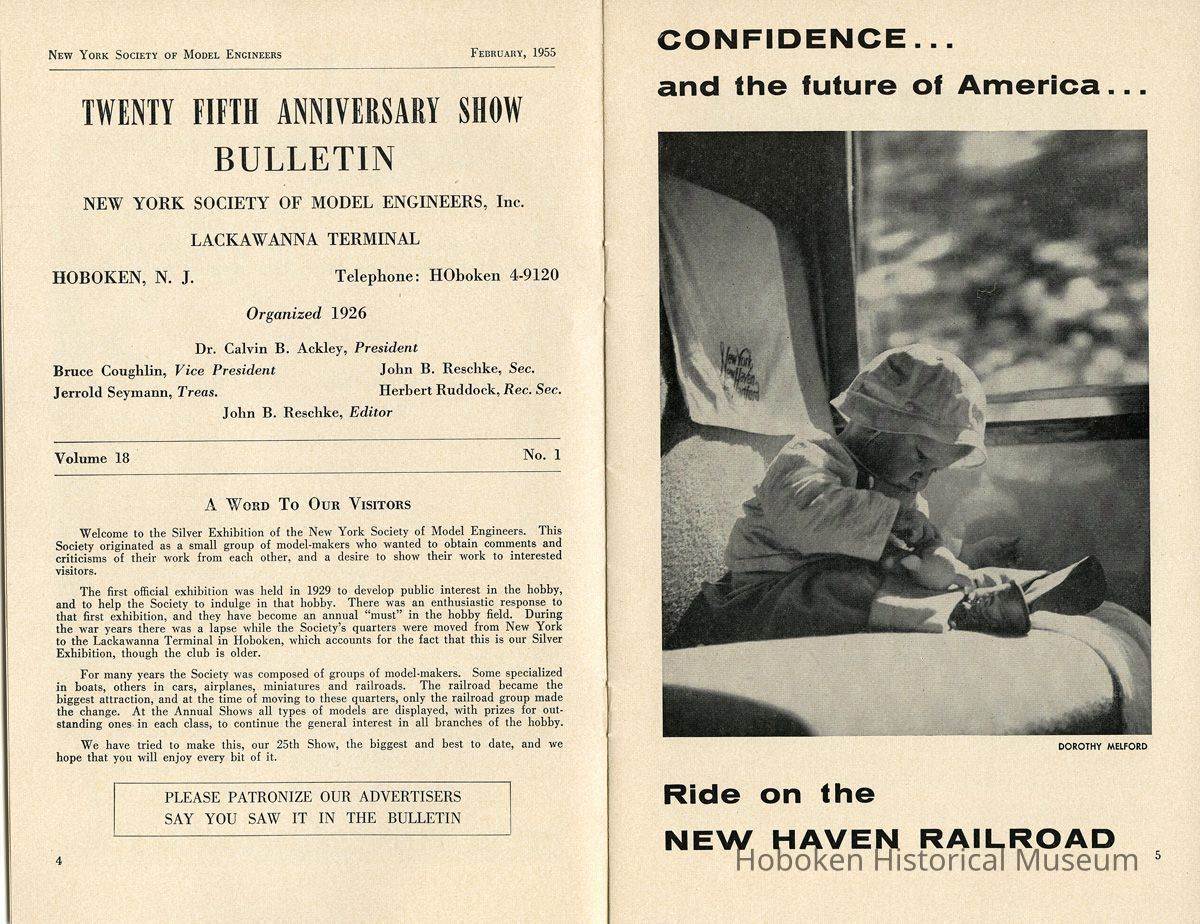 New York Society of Model Engineers
February, 1955
TWENTY FIFTH ANNIVERSARY SHOW
BULLETIN
NEW YORK SOCIETY OF MODEL ENGINEERS, Inc.
LACKAWANNA TERMINAL
HOBOKEN, N. J.
Telephone: HOboken 4-9120
Organized 1926
Dr. Calvin B. Ackley, President
Bruce Coughlin, Vice President
John B. Reschke, Sec.
Jerrold Seymann, Treas.
Herbert Ruddock, Rec. Sec.
John B. Reschke, Editor
Volume 18
No. 1
A Word To Our Visitors
Welcome to the Silver Exhibition of the New York Society of Model Engineers. This
Society originated as a small group of model-makers who wanted to obtain comments and
criticisms of their work from each other, and a desire to show their work to interested
visitors.
The first official exhibition was held in 1929 to develop public interest in the hobby,
and to help the Society to indulge in that hobby. There was an enthusiastic response to
that first exhibition, and they have become an annual "must" in the hobby field. During
the war years there was a lapse while the Society's quarters were moved from New York
to the Lackawanna Terminal in Hoboken, which accounts for the fact that this is our Silver
Exhibition, though the club is older.
For many years the Society was composed of groups of model-makers. Some specialized
in boats, others in cars, airplanes, miniatures and railroads. The railroad became the
biggest attraction, and at the time of moving to these quarters, only the railroad group made
the change. At the Annual Shows all types of models are displayed, with prizes for out-
standing ones in each class, to continue the general interest in all branches of the hobby.
We have tried to make this, our 25th Show, the biggest and best to date, and we
hope that you will enjoy every bit of it.
PLEASE PATRONIZE OUR ADVERTISERS
SAY YOU SAW IT IN THE BULLETIN
4
CONFIDENCE...
and the future of America...
New York
New Haven
Hartford
DOROTHY MELFORD
Ride on the
NEW HAVEN RAILROAD
Hoboken Historical Museum
5